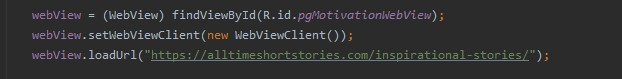 webView = (WebView) findViewById(R.id.pgMotivationWebView);
webView.setWebViewClient(new WebViewClient());
webView.loadUrl("https://alltimeshortstories.com/inspirational-stories/");